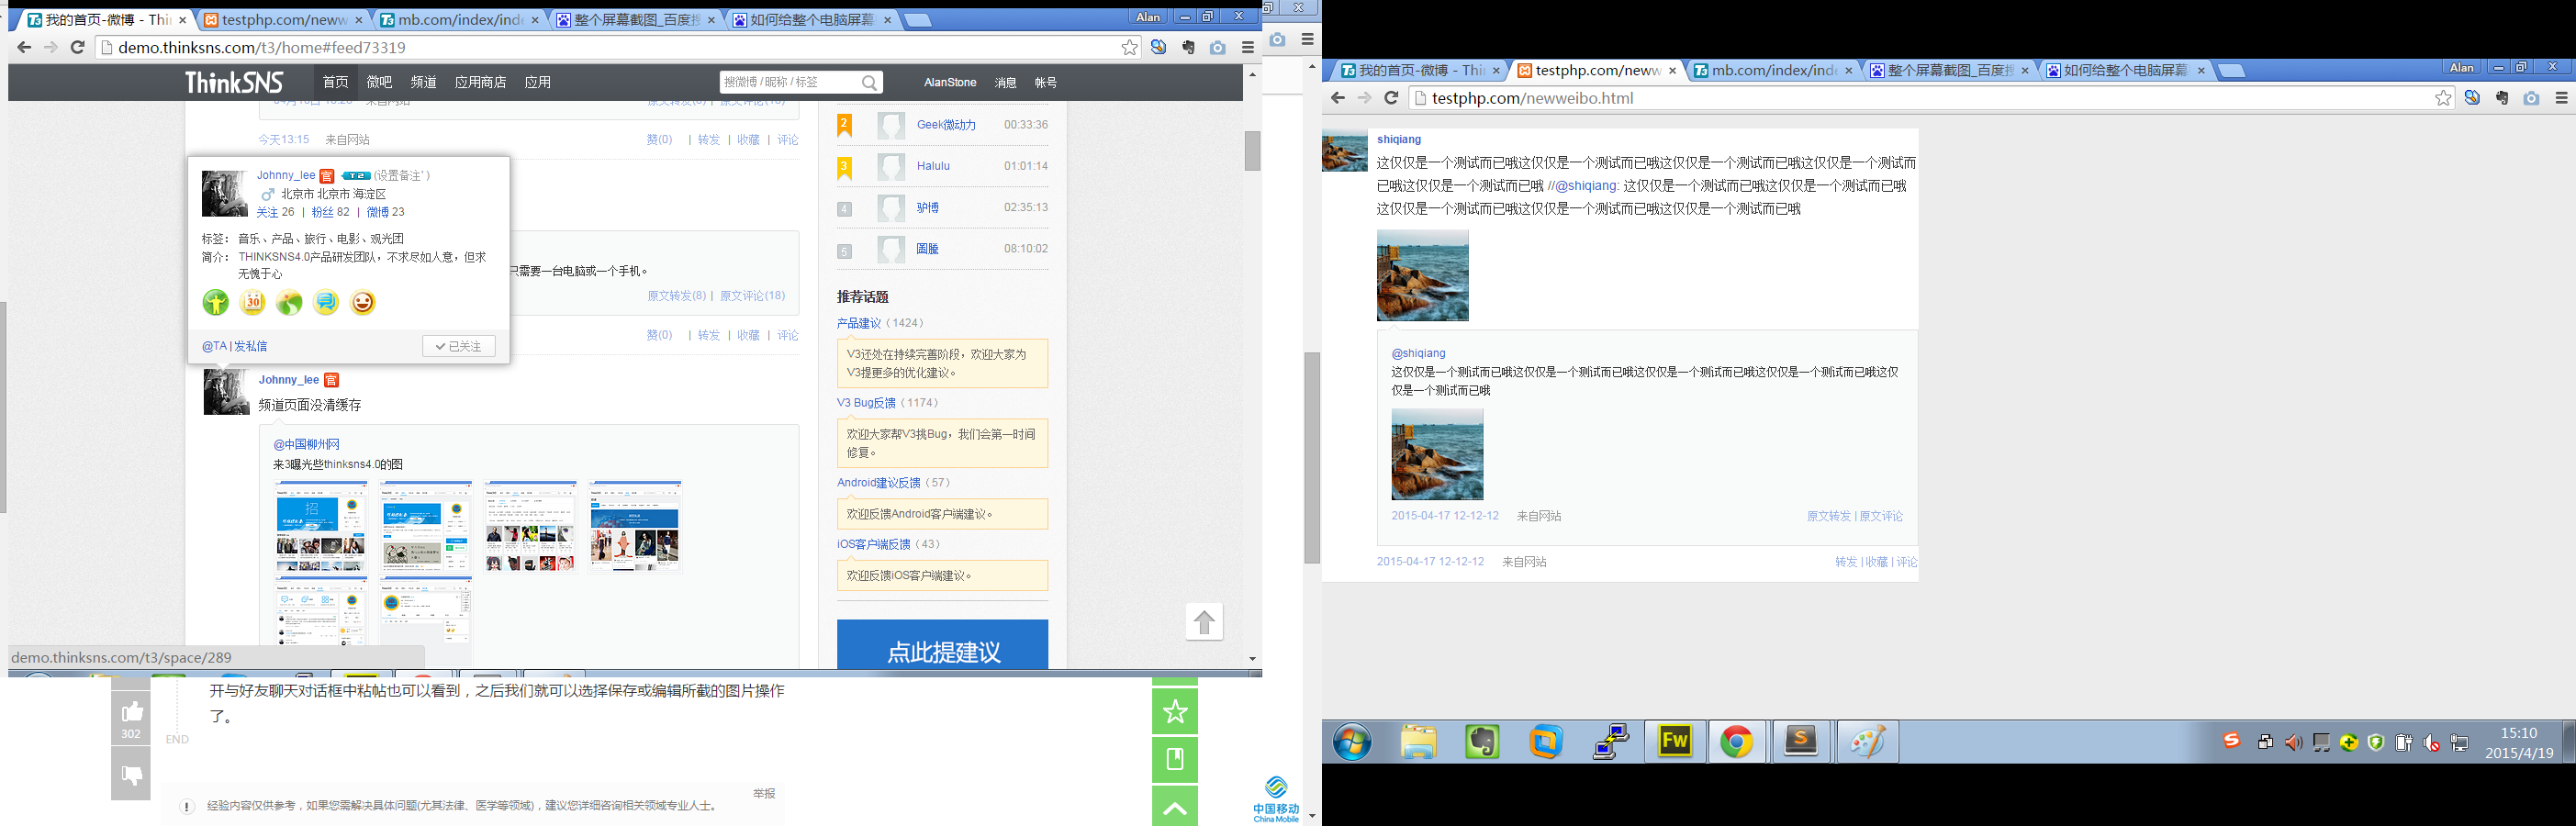 我的首页-微博 - Thi
testphp.com/neww
mb.com/index/inde
整个屏幕截图_百度搜
如何给整个电脑屏幕
Alan
demo.thinksns.com/t3/home#feed73319
ThinkSNS
首页 微吧 频道 应用商店 应用
搜微博 / 昵称 / 标签
AlanStone 消息 帐号
今天13:15 来自网站
赞(0) | 转发 | 收藏 | 评论
Johnny_lee 官 T2 (设置备注')
北京市 北京市 海淀区
关注 26 | 粉丝 82 | 微博 23
标签: 音乐、产品、旅行、电影、观光团
简介: THINKSNS4.0产品研发团队，不求尽如人意，但求
无愧于心
30
@TA | 发私信
已关注
只需要一台电脑或一个手机。
原文转发(8) | 原文评论(18)
赞(0) | 转发 | 收藏 | 评论
Johnny_lee 官
频道页面没清缓存
@中国柳州网
来3曝光些thinksns4.0的图
招
demo.thinksns.com/t3/space/289
2 Geek微动力 00:33:36
3 Halulu 01:01:14
4 驴博 02:35:13
5 圆腾 08:10:02
推荐话题
产品建议（1424）
V3还处在持续完善阶段，欢迎大家为
V3提更多的优化建议。
V3 Bug反馈（1174）
欢迎大家帮V3挑Bug，我们会第一时间
修复。
Android建议反馈（57）
欢迎反馈Android客户端建议。
iOS客户端反馈（43）
欢迎反馈iOS客户端建议。
点此提建议
开与好友聊天对话框中粘帖也可以看到，之后我们就可以选择保存或编辑所截的图片操作
了。
302
END
举报
经验内容仅供参考，如果您需解决具体问题(尤其法律、医学等领域)，建议您详细咨询相关领域专业人士。
中国移动
China Mobile
我的首页-微博 - Thi
testphp.com/neww
mb.com/index/inde
整个屏幕截图_百度搜
如何给整个电脑屏幕
Alan
testphp.com/newweibo.html
shiqiang
这仅仅是一个测试而已哦这仅仅是一个测试而已哦这仅仅是一个测试而已哦这仅仅是一个测试而
已哦这仅仅是一个测试而已哦 //@shiqiang: 这仅仅是一个测试而已哦这仅仅是一个测试而已哦
这仅仅是一个测试而已哦这仅仅是一个测试而已哦这仅仅是一个测试而已哦
@shiqiang
这仅仅是一个测试而已哦这仅仅是一个测试而已哦这仅仅是一个测试而已哦这仅仅是一个测试而已哦这仅
仅是一个测试而已哦
2015-04-17 12-12-12 来自网站
原文转发 | 原文评论
2015-04-17 12-12-12 来自网站
转发 | 收藏 | 评论
Fw
15:10
2015/4/19